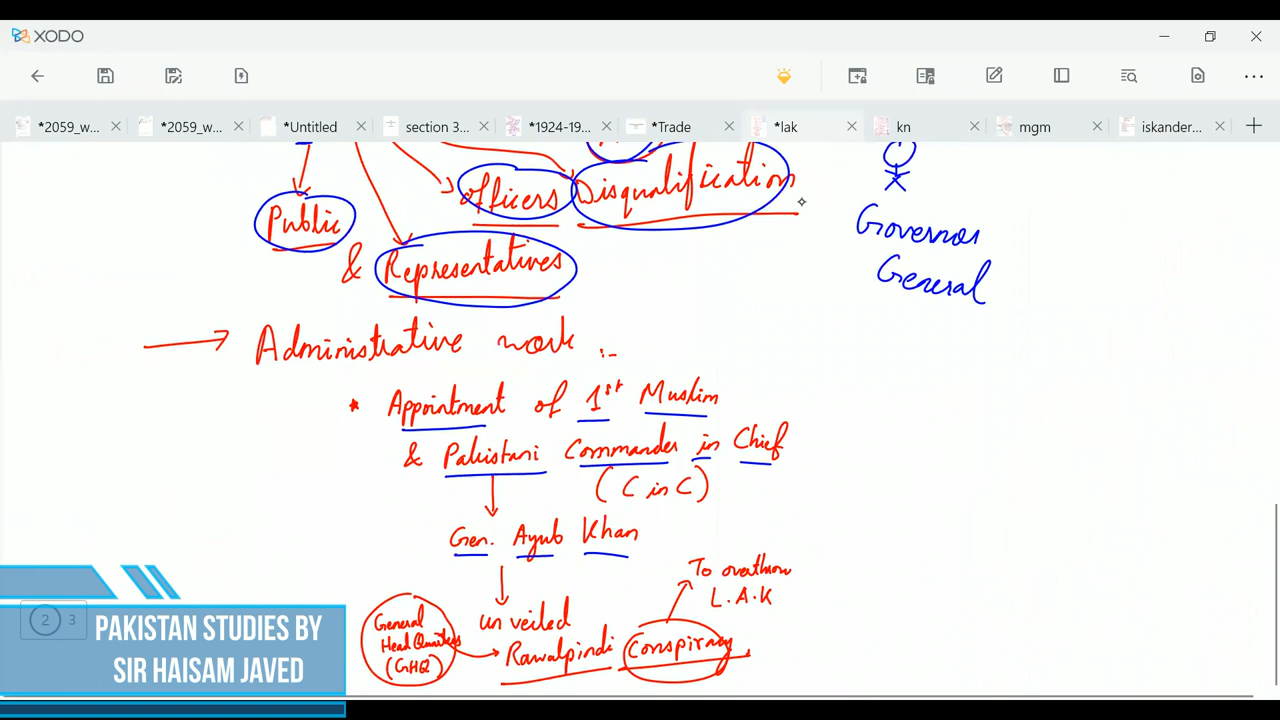 XODO
*2059_w...
*2059_w...
*Untitled
section 3...
*1924-19...
*Trade
*lak
kn
mgm
iskander...
Officers
Disqualification
Public
& Representatives
Governor
General
Administrative work :-
* Appointment of 1st Muslim
& Pakistani Commander in Chief
(C in C)
Gen. Ayub Khan
To overthrow
L.A.K
unveiled
General
Head Quarters
(GHQ)
Rawalpindi Conspiracy
2 3
PAKISTAN STUDIES BY
SIR HAISAM JAVED